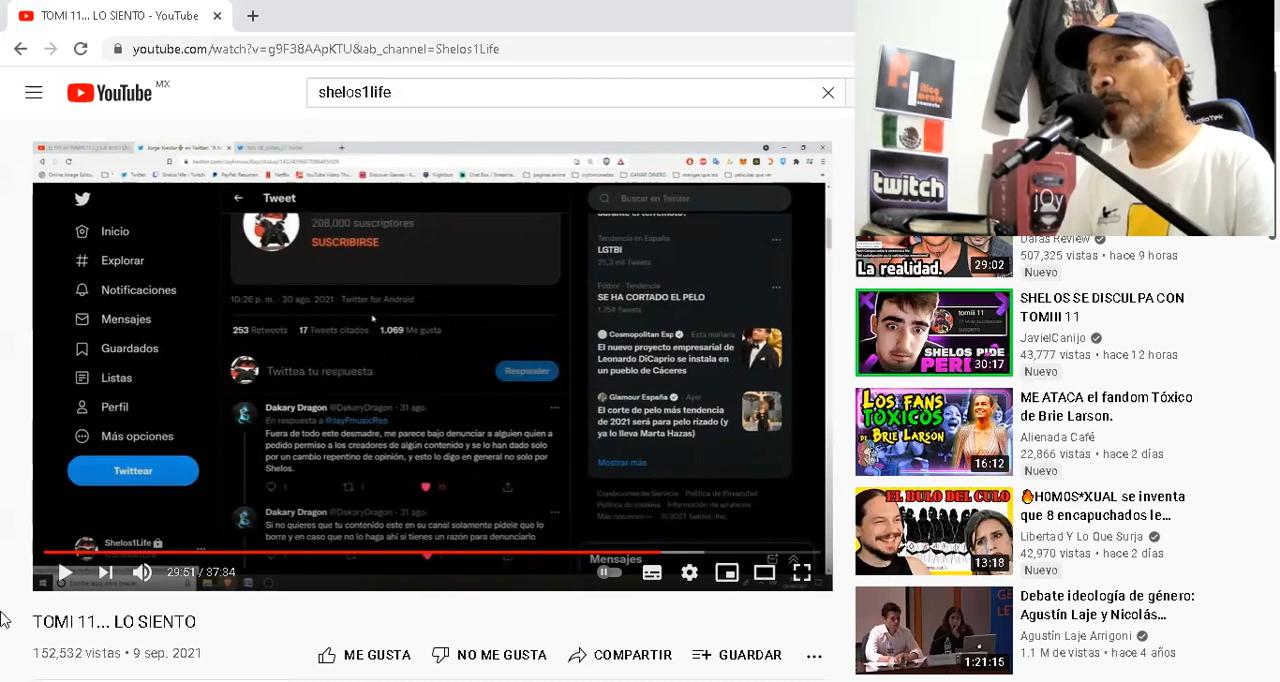 TOMI 11... LO SIENTO - YouTube
youtube.com/watch?v=g9F38AApKTU&ab_channel=Shelos1Life
YouTube MX
shelos1life
Tweet
Buscar en Twitter
208,000 suscriptores
SUSCRIBIRSE
10:26 p. m. · 30 ago. 2021 · Twitter for Android
253 Retweets 17 Tweets citados 1.069 Me gusta
Twittea tu respuesta
Responder
Dakary Dragon @DakaryDragon · 31 ago.
En respuesta a @JayFmusicRep
Fuera de todo este desmadre, me parece bajo denunciar a alguien quien a
pedido permiso a los creadores de algún contenido y se lo han dado solo
por un cambio repentino de opinión, y esto lo digo en general no solo por
Shelos.
Dakary Dragon @DakaryDragon · 31 ago.
Si no quieres que tu contenido este en su canal solamente pídele que lo
borre y en caso que no lo haga ahí si tienes un razón para denunciarlo
Inicio
Explorar
Notificaciones
Mensajes
Guardados
Listas
Perfil
Más opciones
Twittear
Shelos1Life
Tendencia en España
LGTBI
Fútbol · Tendencia
SE HA CORTADO EL PELO
1.254 Tweets
Cosmopolitan Esp · Esta mañana
El nuevo proyecto empresarial de
Leonardo DiCaprio se instala en
un pueblo de Cáceres
Glamour España · Ayer
El corte de pelo más tendencia
de 2021 será para pelo rizado (y
ya lo lleva Marta Hazas)
Mostrar más
Mensajes
29:51 / 37:34
TOMI 11... LO SIENTO
152,532 vistas • 9 sep. 2021
ME GUSTA
NO ME GUSTA
COMPARTIR
GUARDAR
twitch
JOY
La realidad.
29:02
Dalas Review
507,325 vistas • hace 9 horas
Nuevo
tomiii 11
SHELOS PIDE
30:17
SHELOS SE DISCULPA CON
TOMIII 11
JavielCanijo
43,777 vistas • hace 12 horas
Nuevo
LOS FANS
TÓXICOS
DE BRIE LARSON
16:12
ME ATACA el fandom Tóxico
de Brie Larson.
Alienada Café
22,866 vistas • hace 2 días
Nuevo
EL BULO DEL CULO
13:18
H0M0S*XUAL se inventa
que 8 encapuchados le...
Libertad Y Lo Que Surja
42,970 vistas • hace 2 días
Nuevo
1:21:15
Debate ideología de género:
Agustín Laje y Nicolás...
Agustín Laje Arrigoni
1.1 M de vistas • hace 4 años